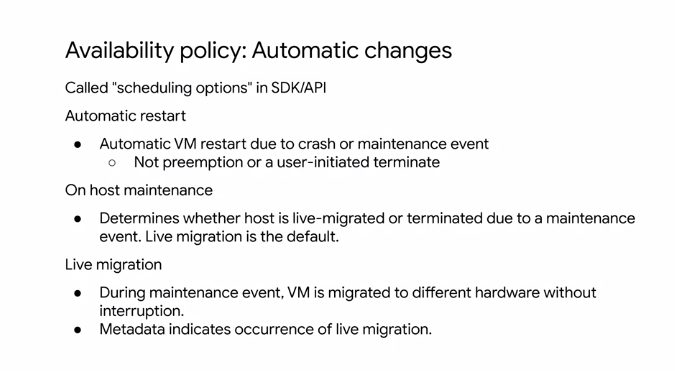 Availability policy: Automatic changes
Called "scheduling options" in SDK/API
Automatic restart
● Automatic VM restart due to crash or maintenance event
○ Not preemption or a user-initiated terminate
On host maintenance
● Determines whether host is live-migrated or terminated due to a maintenance
event. Live migration is the default.
Live migration
● During maintenance event, VM is migrated to different hardware without
interruption.
● Metadata indicates occurrence of live migration.